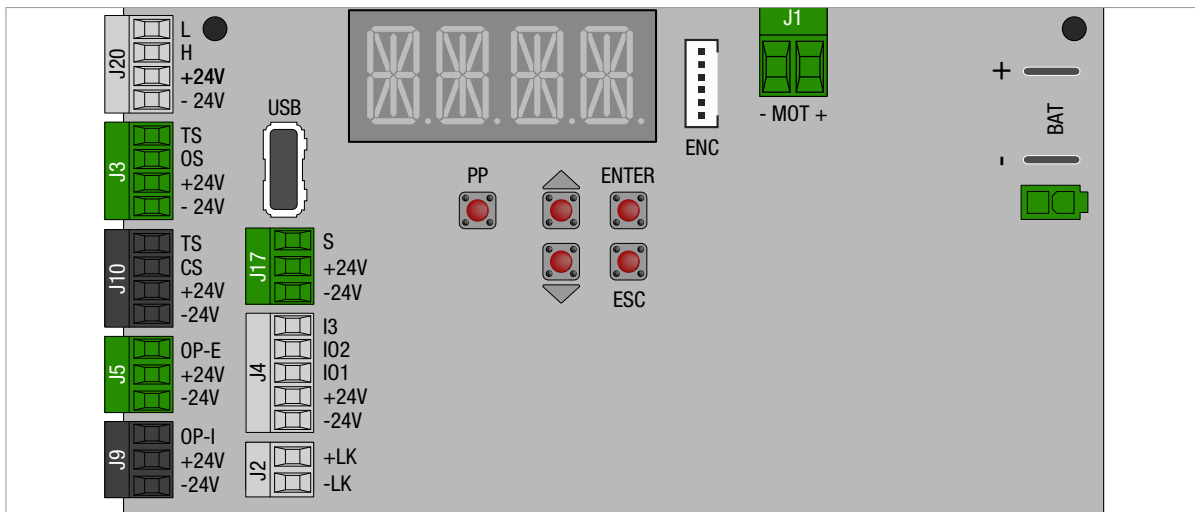 J20
L
H
+24V
- 24V
J3
TS
OS
+24V
- 24V
J10
TS
CS
+24V
-24V
J5
OP-E
+24V
-24V
J9
OP-I
+24V
-24V
USB
J17
S
+24V
-24V
J4
I3
IO2
IO1
+24V
-24V
J2
+LK
-LK
PP
ENTER
ESC
ENC
J1
- MOT +
+
BAT
-